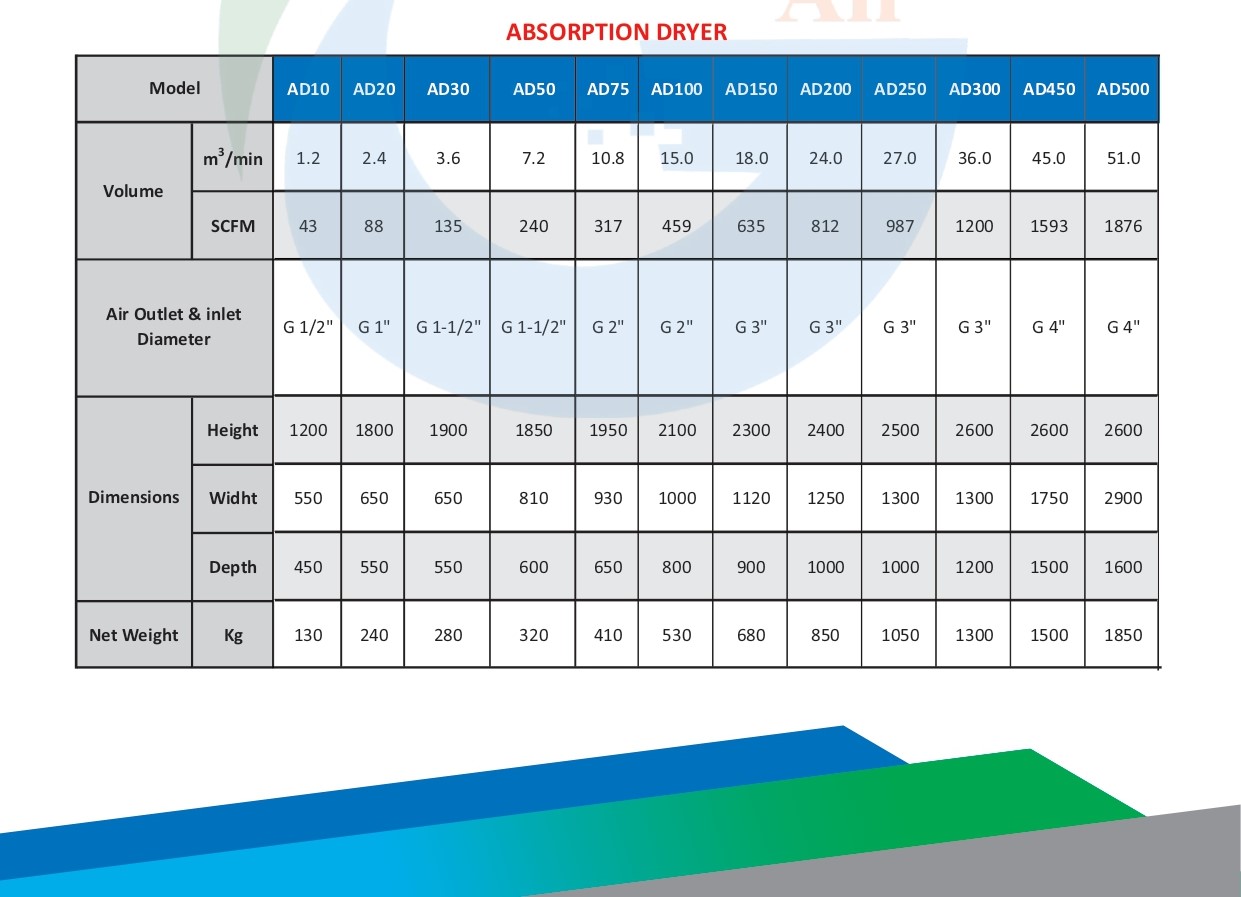 Air
ABSORPTION DRYER
Model AD10 AD20 AD30 AD50 AD75 AD100 AD150 AD200 AD250 AD300 AD450 AD500
Volume
m³/min 1.2 2.4 3.6 7.2 10.8 15.0 18.0 24.0 27.0 36.0 45.0 51.0
SCFM 43 88 135 240 317 459 635 812 987 1200 1593 1876
Air Outlet & inlet
Diameter
G 1/2" G 1" G 1-1/2" G 1-1/2" G 2" G 2" G 3" G 3" G 3" G 3" G 4" G 4"
Dimensions
Height 1200 1800 1900 1850 1950 2100 2300 2400 2500 2600 2600 2600
Widht 550 650 650 810 930 1000 1120 1250 1300 1300 1750 2900
Depth 450 550 550 600 650 800 900 1000 1000 1200 1500 1600
Net Weight Kg 130 240 280 320 410 530 680 850 1050 1300 1500 1850